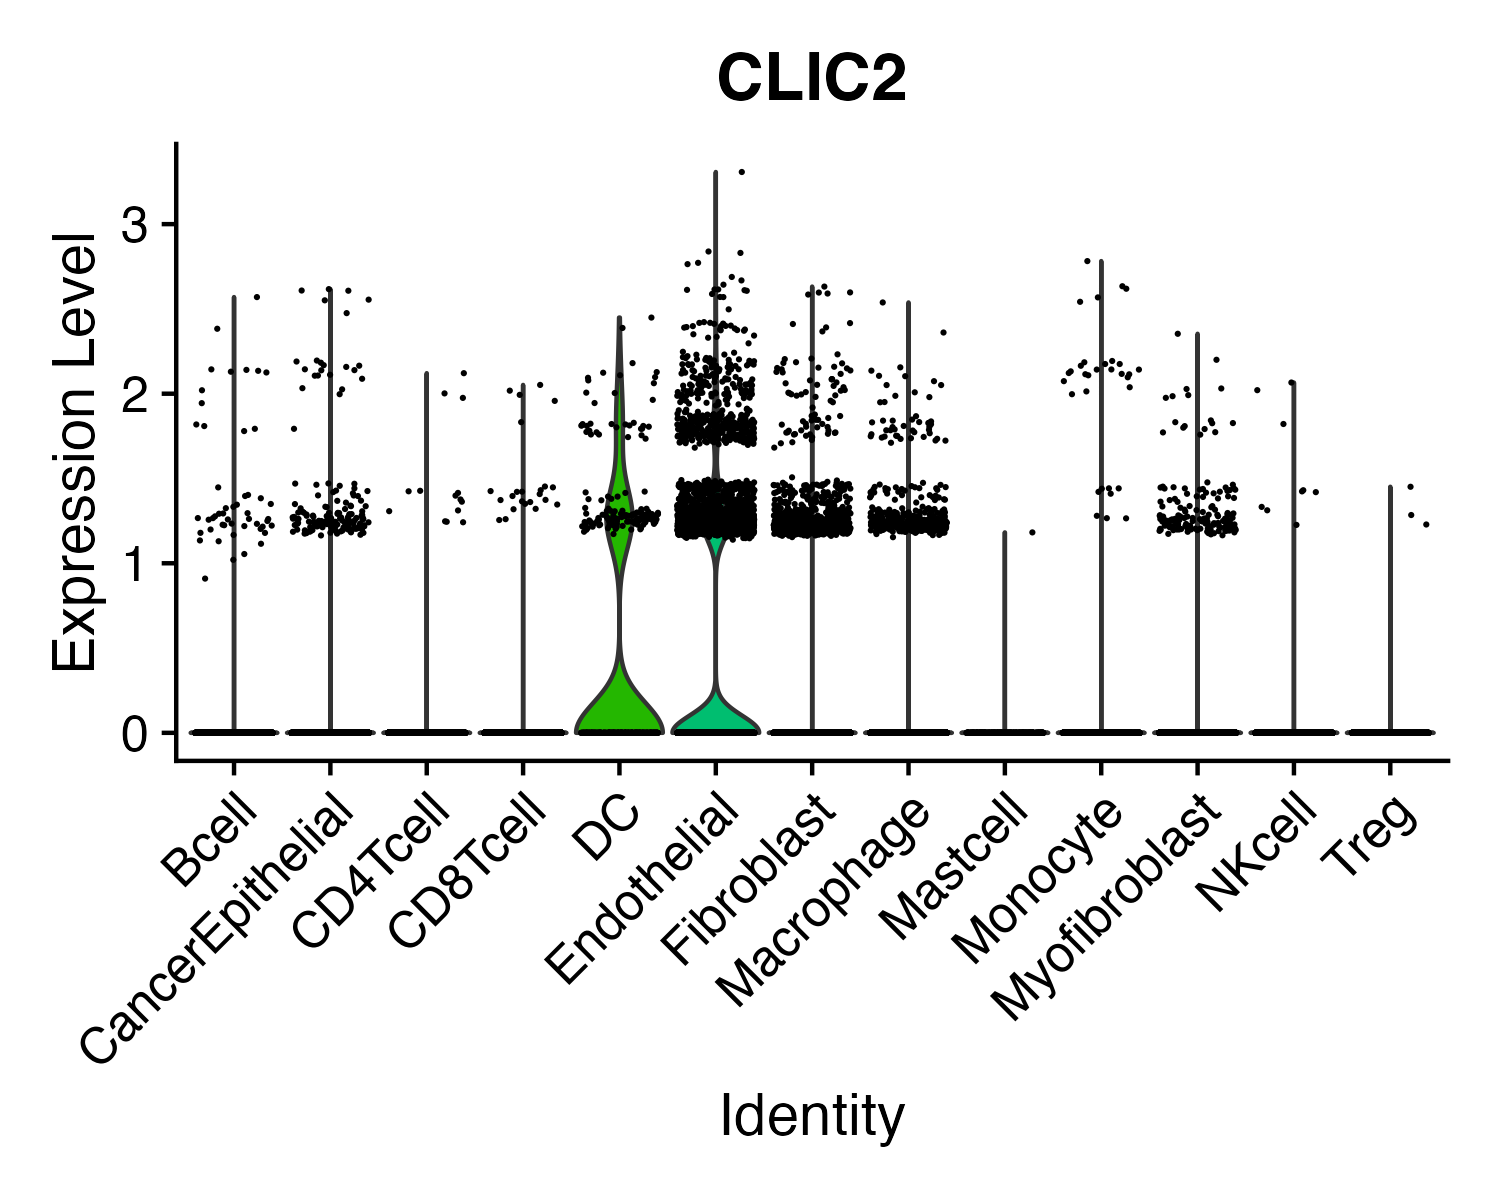 CLIC2
Expression Level
3
2
1
0
Bcell
CancerEpithelial
CD4Tcell
CD8Tcell
DC
Endothelial
Fibroblast
Macrophage
Mastcell
Monocyte
Myofibroblast
NKcell
Treg
Identity